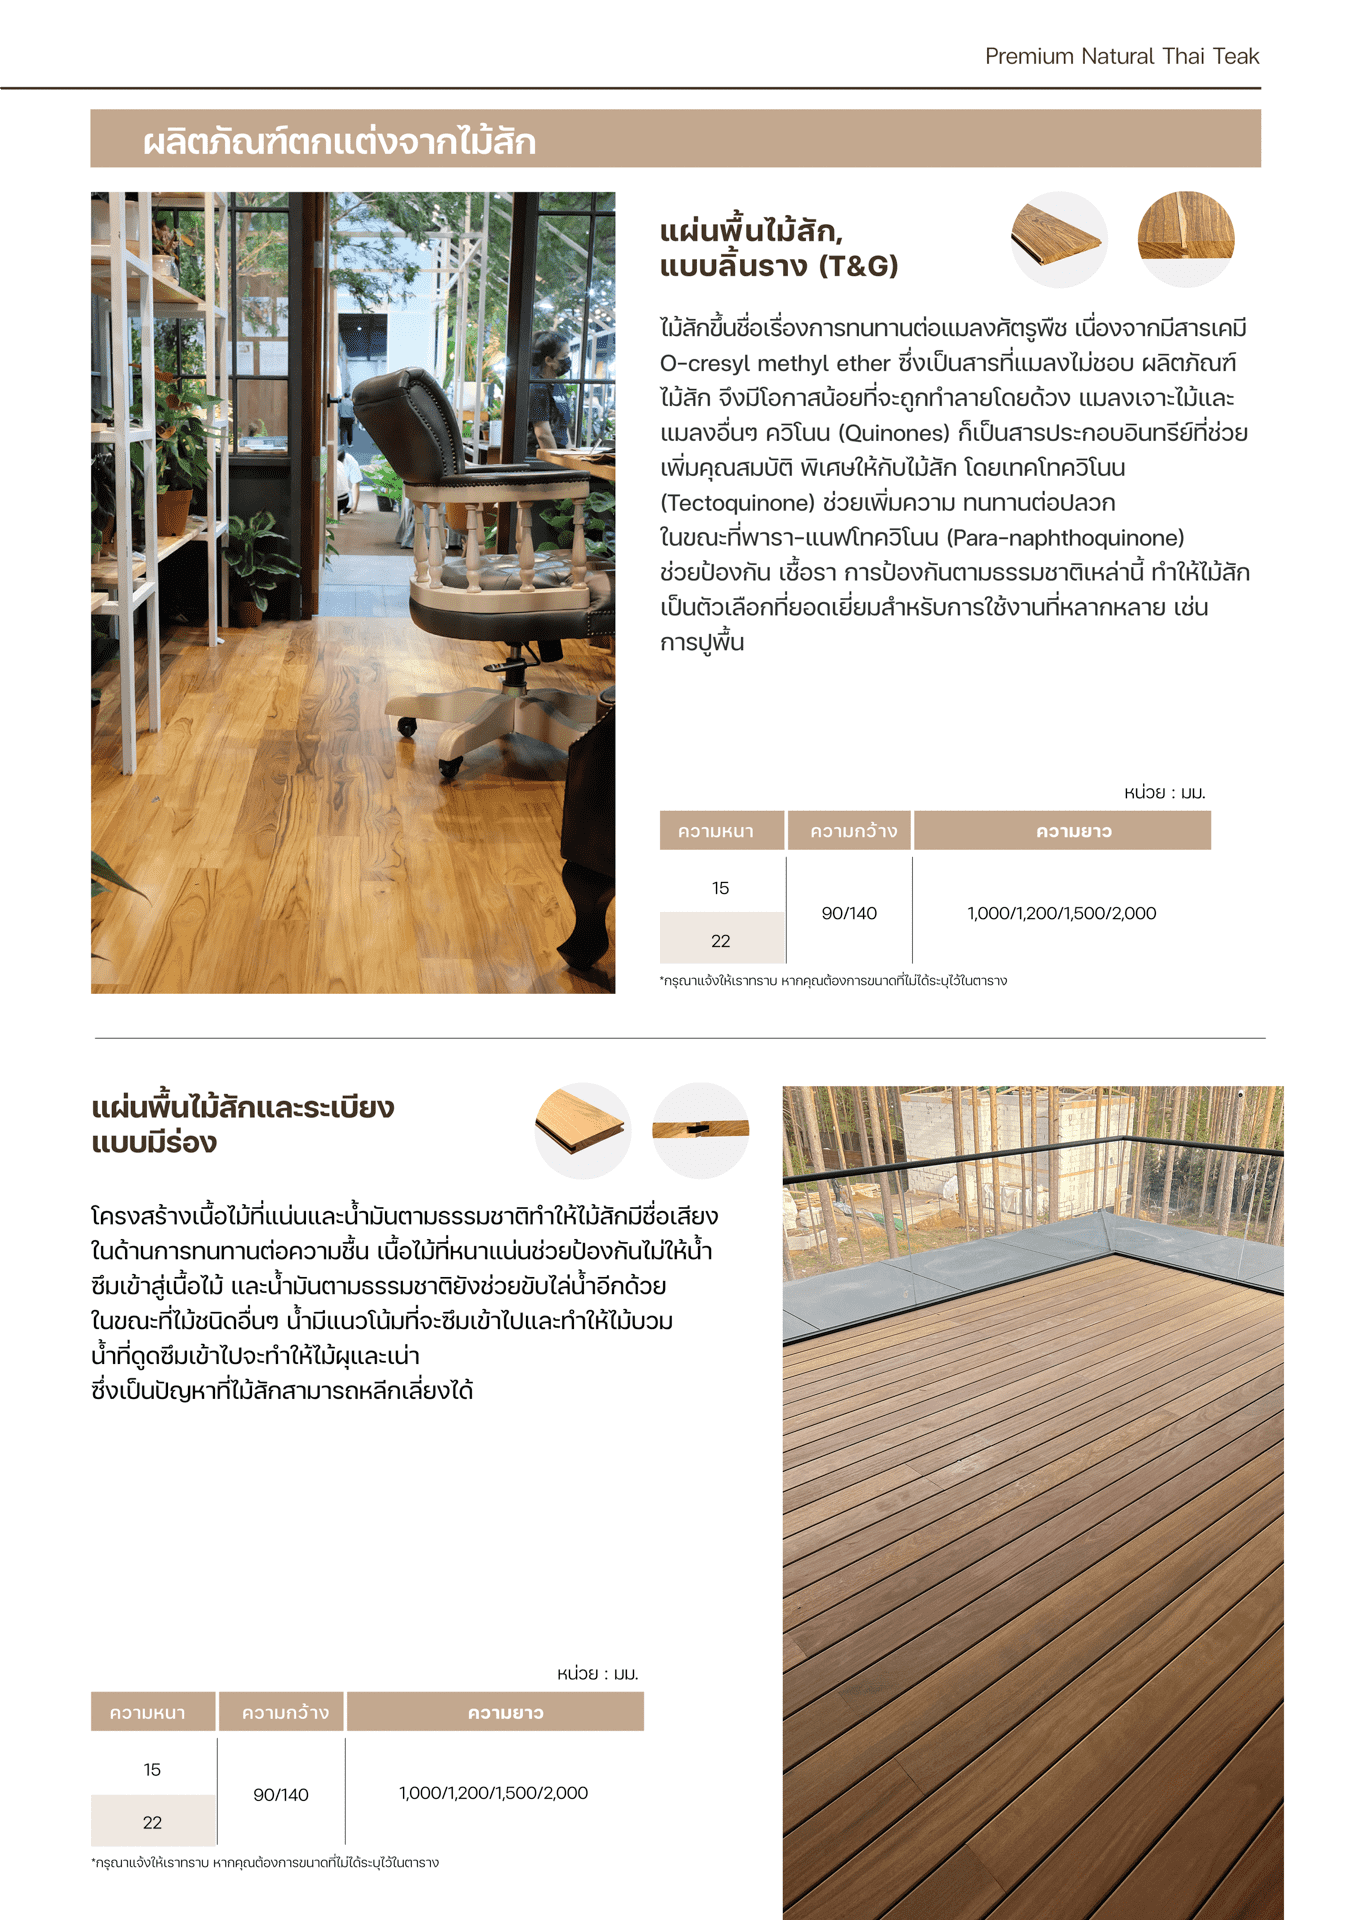 Premium Natural Thai Teak
ผลิตภัณฑ์ตกแต่งจากไม้สัก
แผ่นพื้นไม้สัก,
แบบลิ้นราง (T&G)
ไม้สักขึ้นชื่อเรื่องการทนทานต่อแมลงศัตรูพืช เนื่องจากมีสารเคมี
O-cresyl methyl ether ซึ่งเป็นสารที่แมลงไม่ชอบ ผลิตภัณฑ์
ไม้สัก จึงมีโอกาสน้อยที่จะถูกทำลายโดยด้วง แมลงเจาะไม้และ
แมลงอื่นๆ ควิโนน (Quinones) ก็เป็นสารประกอบอินทรีย์ที่ช่วย
เพิ่มคุณสมบัติ พิเศษให้กับไม้สัก โดยเทคโทควิโนน
(Tectoquinone) ช่วยเพิ่มความ ทนทานต่อปลวก
ในขณะที่พารา-แนฟโทควิโนน (Para-naphthoquinone)
ช่วยป้องกัน เชื้อรา การป้องกันตามธรรมชาติเหล่านี้ ทำให้ไม้สัก
เป็นตัวเลือกที่ยอดเยี่ยมสำหรับการใช้งานที่หลากหลาย เช่น
การปูพื้น
หน่วย : มม.
ความหนา ความกว้าง ความยาว
15
90/140 1,000/1,200/1,500/2,000
22
*กรุณาแจ้งให้เราทราบ หากคุณต้องการขนาดที่ไม่ได้ระบุไว้ในตาราง
แผ่นพื้นไม้สักและระเบียง
แบบมีร่อง
โครงสร้างเนื้อไม้ที่แน่นและน้ำมันตามธรรมชาติทำให้ไม้สักมีชื่อเสียง
ในด้านการทนทานต่อความชื้น เนื้อไม้ที่หนาแน่นช่วยป้องกันไม่ให้น้ำ
ซึมเข้าสู่เนื้อไม้ และน้ำมันตามธรรมชาติยังช่วยขับไล่น้ำอีกด้วย
ในขณะที่ไม้ชนิดอื่นๆ น้ำมีแนวโน้มที่จะซึมเข้าไปและทำให้ไม้บวม
น้ำที่ดูดซึมเข้าไปจะทำให้ไม้ผุและเน่า
ซึ่งเป็นปัญหาที่ไม้สักสามารถหลีกเลี่ยงได้
หน่วย : มม.
ความหนา ความกว้าง ความยาว
15
90/140 1,000/1,200/1,500/2,000
22
*กรุณาแจ้งให้เราทราบ หากคุณต้องการขนาดที่ไม่ได้ระบุไว้ในตาราง